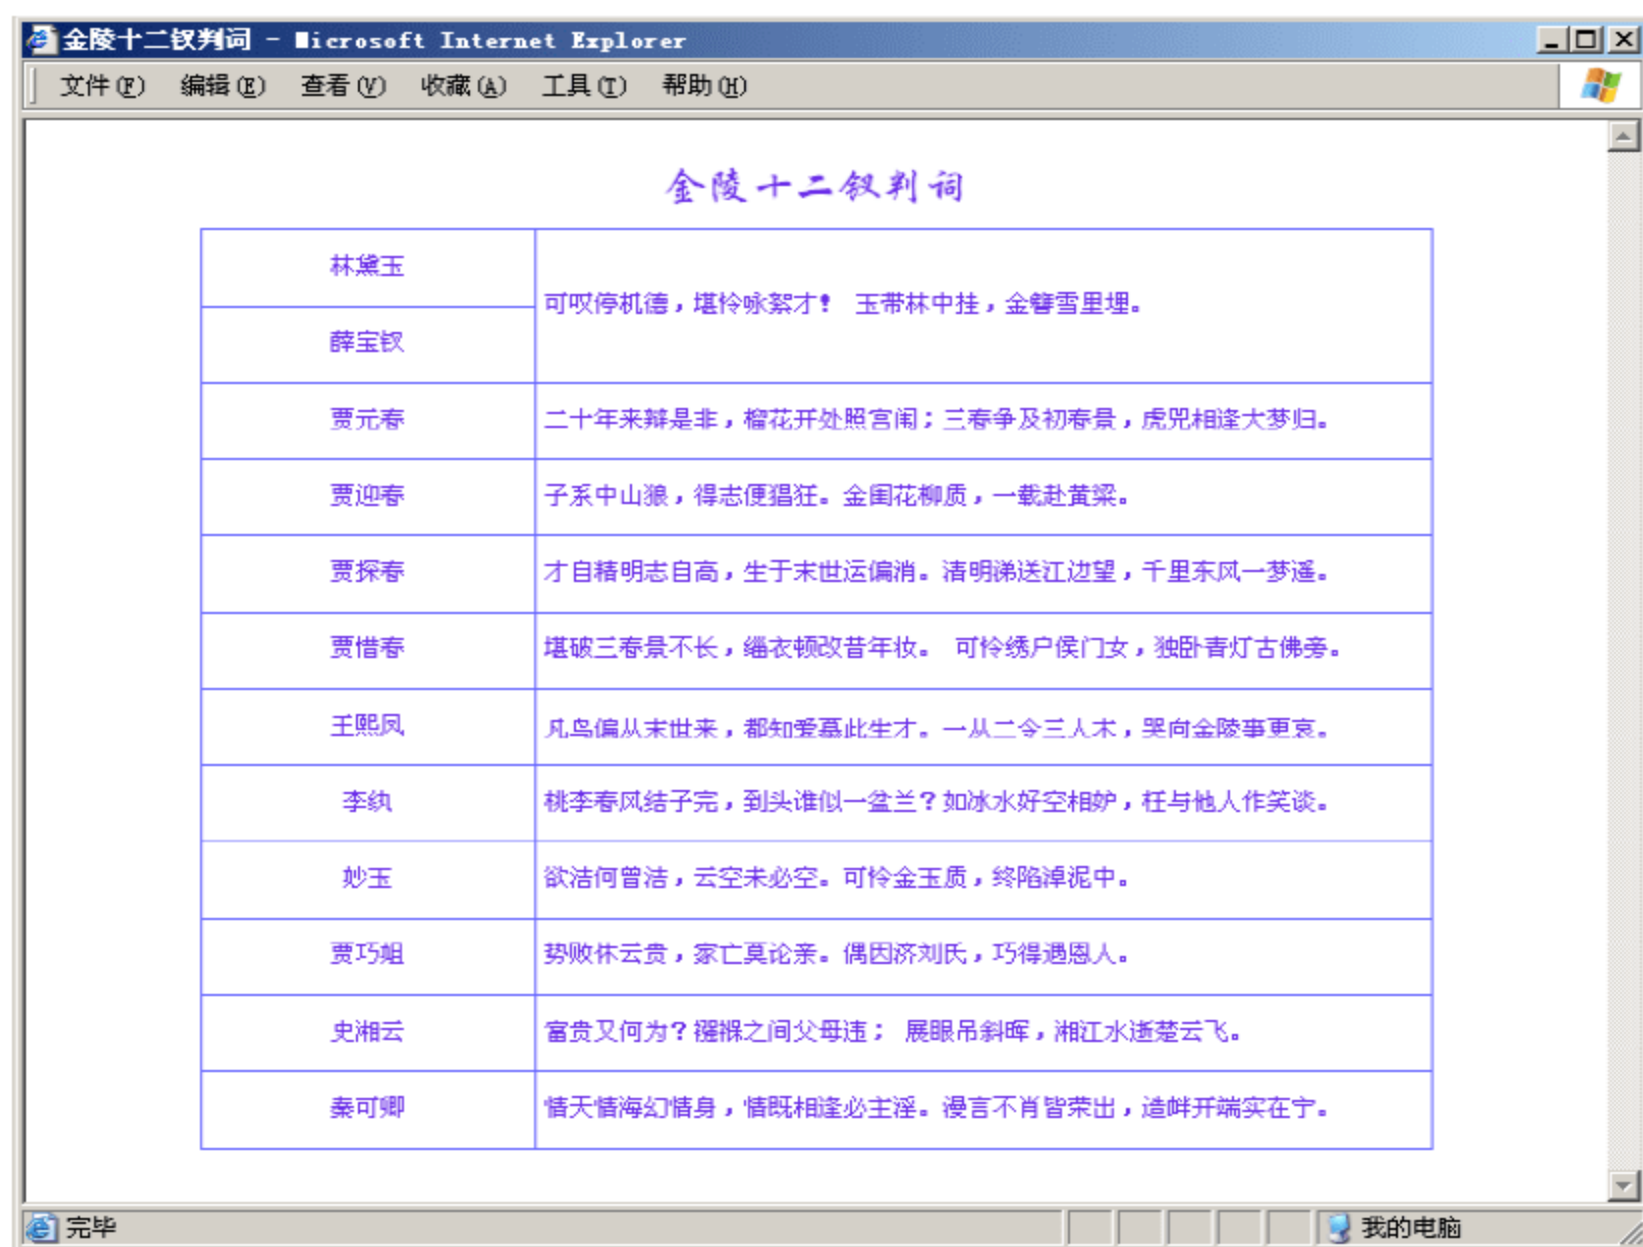 金陵十二钗判词 - Microsoft Internet Explorer
文件(F) 编辑(E) 查看(V) 收藏(A) 工具(T) 帮助(H)
金陵十二钗判词
林黛玉
可叹停机德，堪怜咏絮才！ 玉带林中挂，金簪雪里埋。
薛宝钗
贾元春 二十年来辩是非，榴花开处照宫闱；三春争及初春景，虎兕相逢大梦归。
贾迎春 子系中山狼，得志便猖狂。金闺花柳质，一载赴黄粱。
贾探春 才自精明志自高，生于末世运偏消。清明涕送江边望，千里东风一梦遥。
贾惜春 堪破三春景不长，缁衣顿改昔年妆。 可怜绣户侯门女，独卧青灯古佛旁。
王熙凤 凡鸟偏从末世来，都知爱慕此生才。一从二令三人木，哭向金陵事更哀。
李纨 桃李春风结子完，到头谁似一盆兰？如冰水好空相妒，枉与他人作笑谈。
妙玉 欲洁何曾洁，云空未必空。可怜金玉质，终陷淖泥中。
贾巧姐 势败休云贵，家亡莫论亲。偶因济刘氏，巧得遇恩人。
史湘云 富贵又何为？襁褓之间父母违； 展眼吊斜晖，湘江水逝楚云飞。
秦可卿 情天情海幻情身，情既相逢必主淫。漫言不肖皆荣出，造衅开端实在宁。
完毕 我的电脑